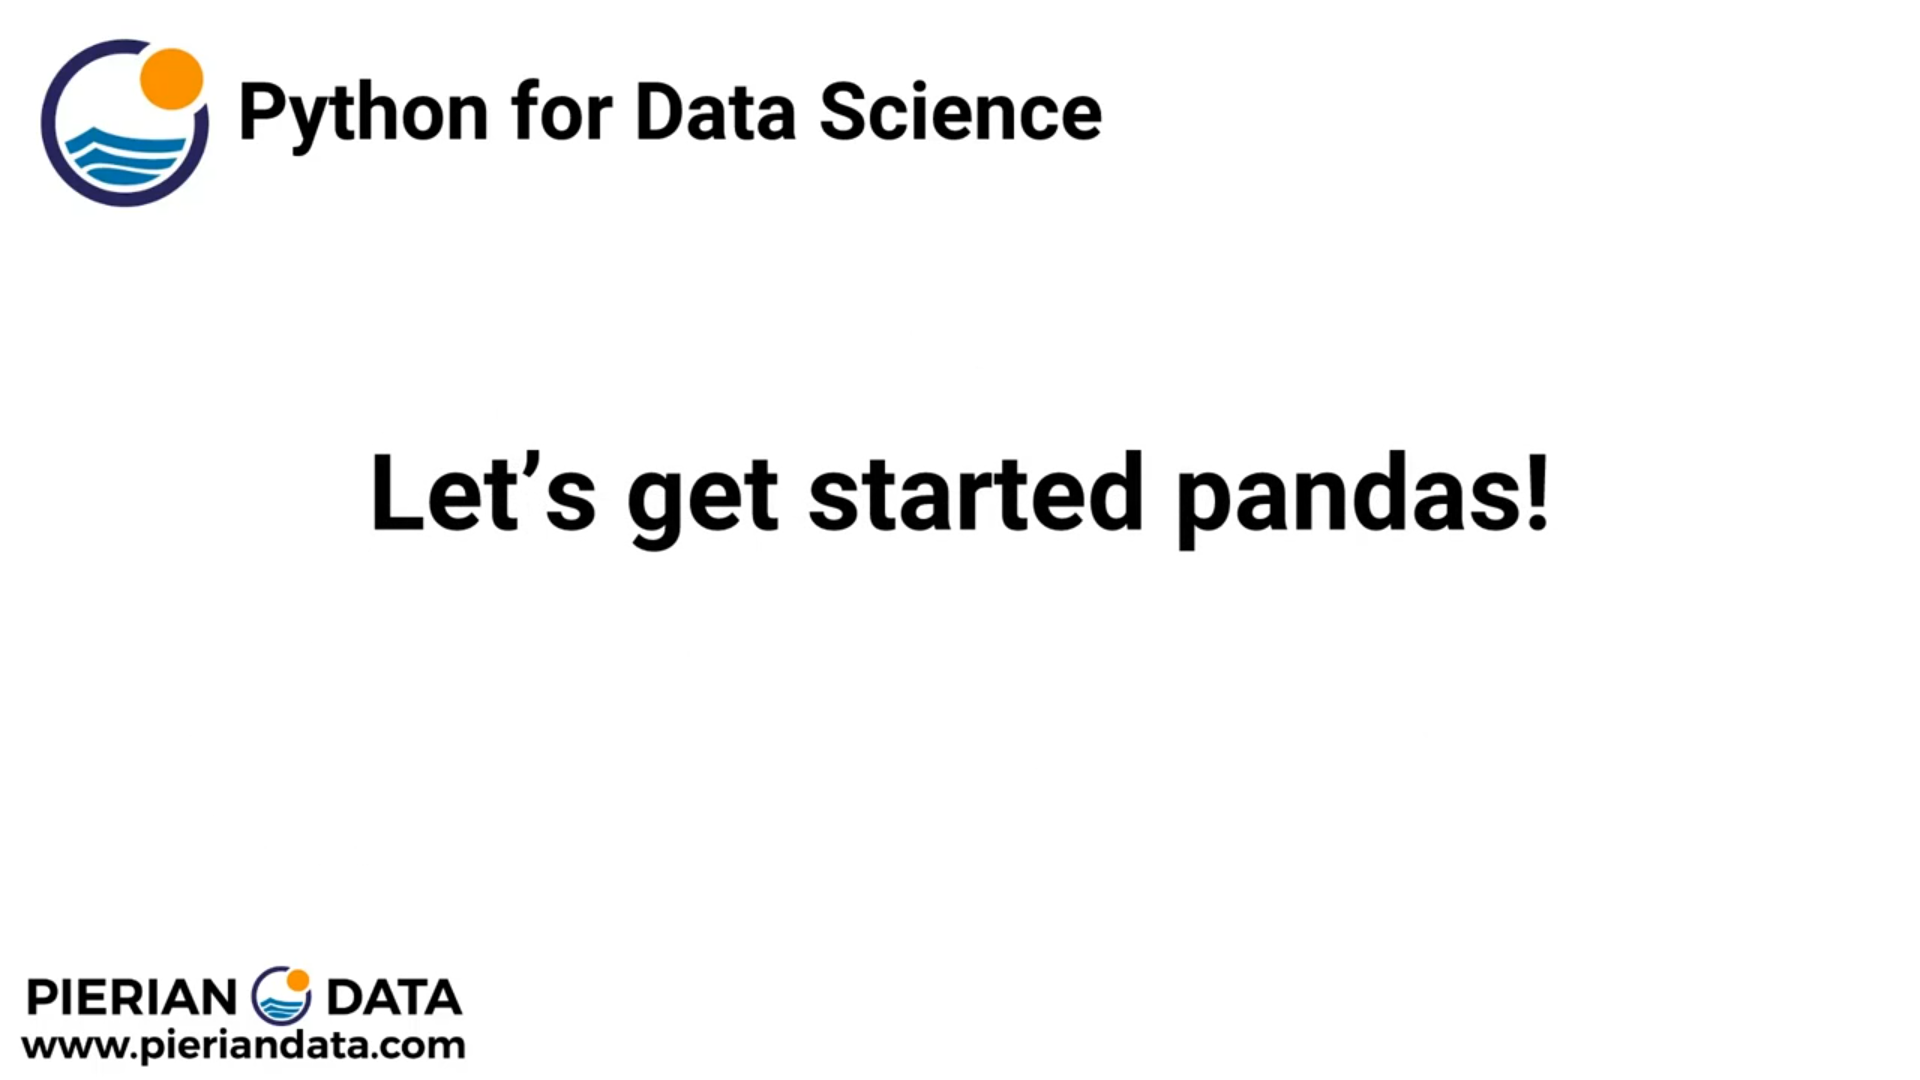 Python for Data Science
Let’s get started pandas!
PIERIAN DATA
www.pieriandata.com